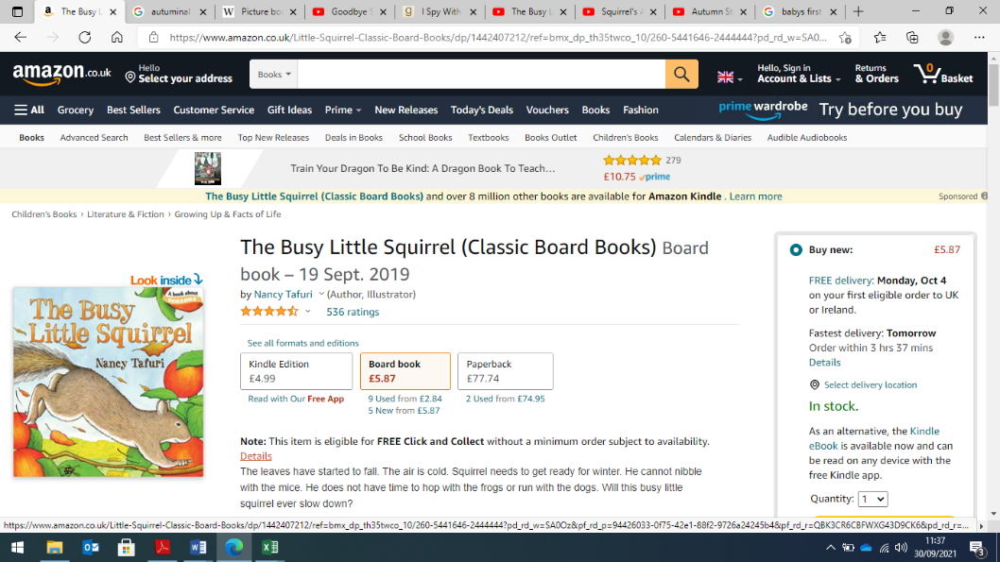 The Busy L
autuminal
Picture bo
Goodbye S
I Spy With
The Busy L
Squirrel's A
Autumn St
babys first
https://www.amazon.co.uk/Little-Squirrel-Classic-Board-Books/dp/1442407212/ref=bmx_dp_th35twco_10/260-5441646-2444444?pd_rd_w=SA0...
amazon.co.uk
Hello
Select your address
Books
Hello, Sign in
Account & Lists
Returns
& Orders
0
Basket
All Grocery Best Sellers Customer Service Gift Ideas Prime New Releases Today's Deals Vouchers Books Fashion
prime wardrobe Try before you buy
Books Advanced Search Best Sellers & more Top New Releases Deals in Books School Books Textbooks Books Outlet Children's Books Calendars & Diaries Audible Audiobooks
Train Your Dragon To Be Kind: A Dragon Book To Teach...
279
£10.75 prime
The Busy Little Squirrel (Classic Board Books) and over 8 million other books are available for Amazon Kindle . Learn more
Sponsored
Children's Books › Literature & Fiction › Growing Up & Facts of Life
Look inside
A book about
seasons
The Busy
Little Squirrel
Nancy Tafuri
The Busy Little Squirrel (Classic Board Books) Board
book – 19 Sept. 2019
by Nancy Tafuri (Author, Illustrator)
536 ratings
See all formats and editions
Kindle Edition
£4.99
Read with Our Free App
Board book
£5.87
9 Used from £2.84
5 New from £5.87
Paperback
£77.74
2 Used from £74.95
Note: This item is eligible for FREE Click and Collect without a minimum order subject to availability.
Details
The leaves have started to fall. The air is cold. Squirrel needs to get ready for winter. He cannot nibble
with the mice. He does not have time to hop with the frogs or run with the dogs. Will this busy little
squirrel ever slow down?
Buy new: £5.87
FREE delivery: Monday, Oct 4
on your first eligible order to UK
or Ireland.
Fastest delivery: Tomorrow
Order within 3 hrs 37 mins
Details
Select delivery location
In stock.
As an alternative, the Kindle
eBook is available now and can
be read on any device with the
free Kindle app.
Quantity: 1
https://www.amazon.co.uk/Little-Squirrel-Classic-Board-Books/dp/1442407212/ref=bmx_dp_th35twco_10/260-5441646-2444444?pd_rd_w=SA0Oz&pf_rd_p=94426033-0f75-42e1-88f2-9726a24245b4&pf_rd_r=QBK3CR6CBFWXG43D9CK6&pd_rd_r=...
11:37
30/09/2021
3